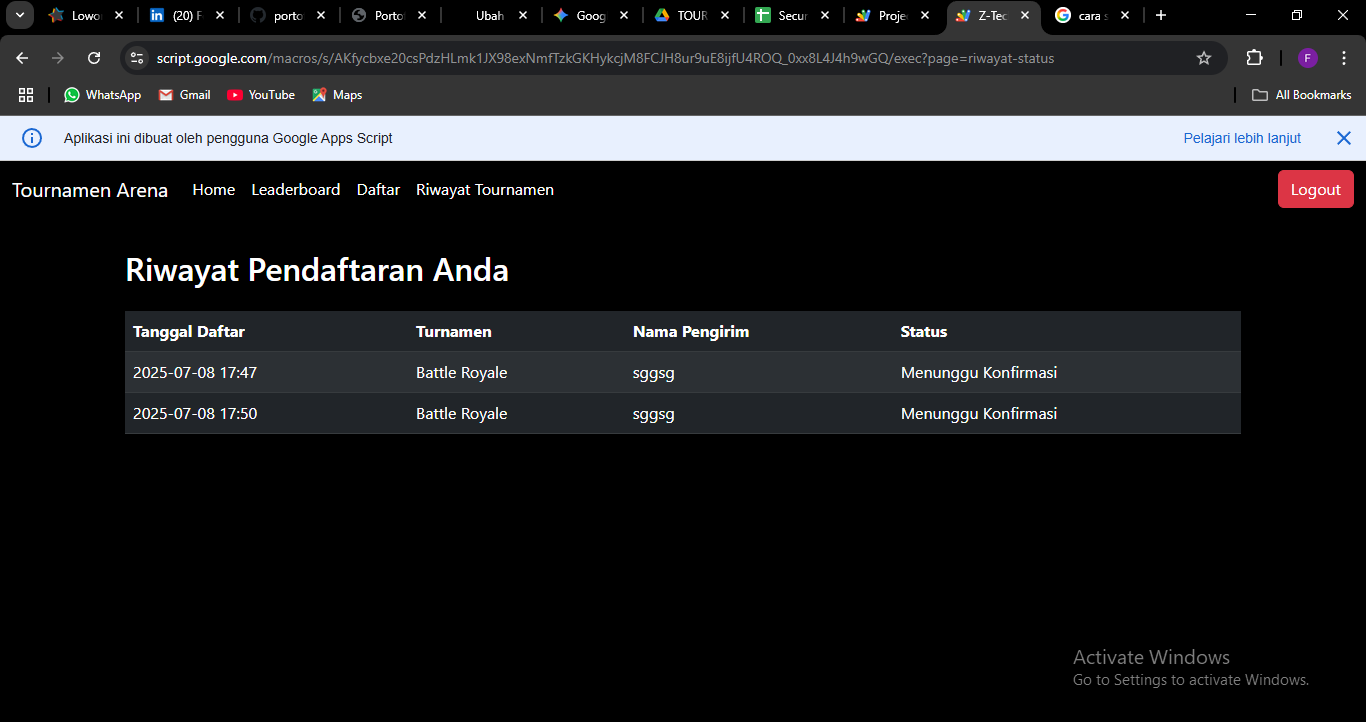 Lowo
(20) F
porto
Porto
Ubah
Goog
TOUR
Secur
Proje
Z-Tec
cara s
script.google.com/macros/s/AKfycbxe20csPdzHLmk1JX98exNmfTzkGKHykcjM8FCJH8ur9uE8ijfU4ROQ_0xx8L4J4h9wGQ/exec?page=riwayat-status
F
WhatsApp
Gmail
YouTube
Maps
All Bookmarks
Aplikasi ini dibuat oleh pengguna Google Apps Script
Pelajari lebih lanjut
Tournamen Arena
Home
Leaderboard
Daftar
Riwayat Tournamen
Logout
Riwayat Pendaftaran Anda
Tanggal Daftar Turnamen Nama Pengirim Status
2025-07-08 17:47 Battle Royale sggsg Menunggu Konfirmasi
2025-07-08 17:50 Battle Royale sggsg Menunggu Konfirmasi
Activate Windows
Go to Settings to activate Windows.